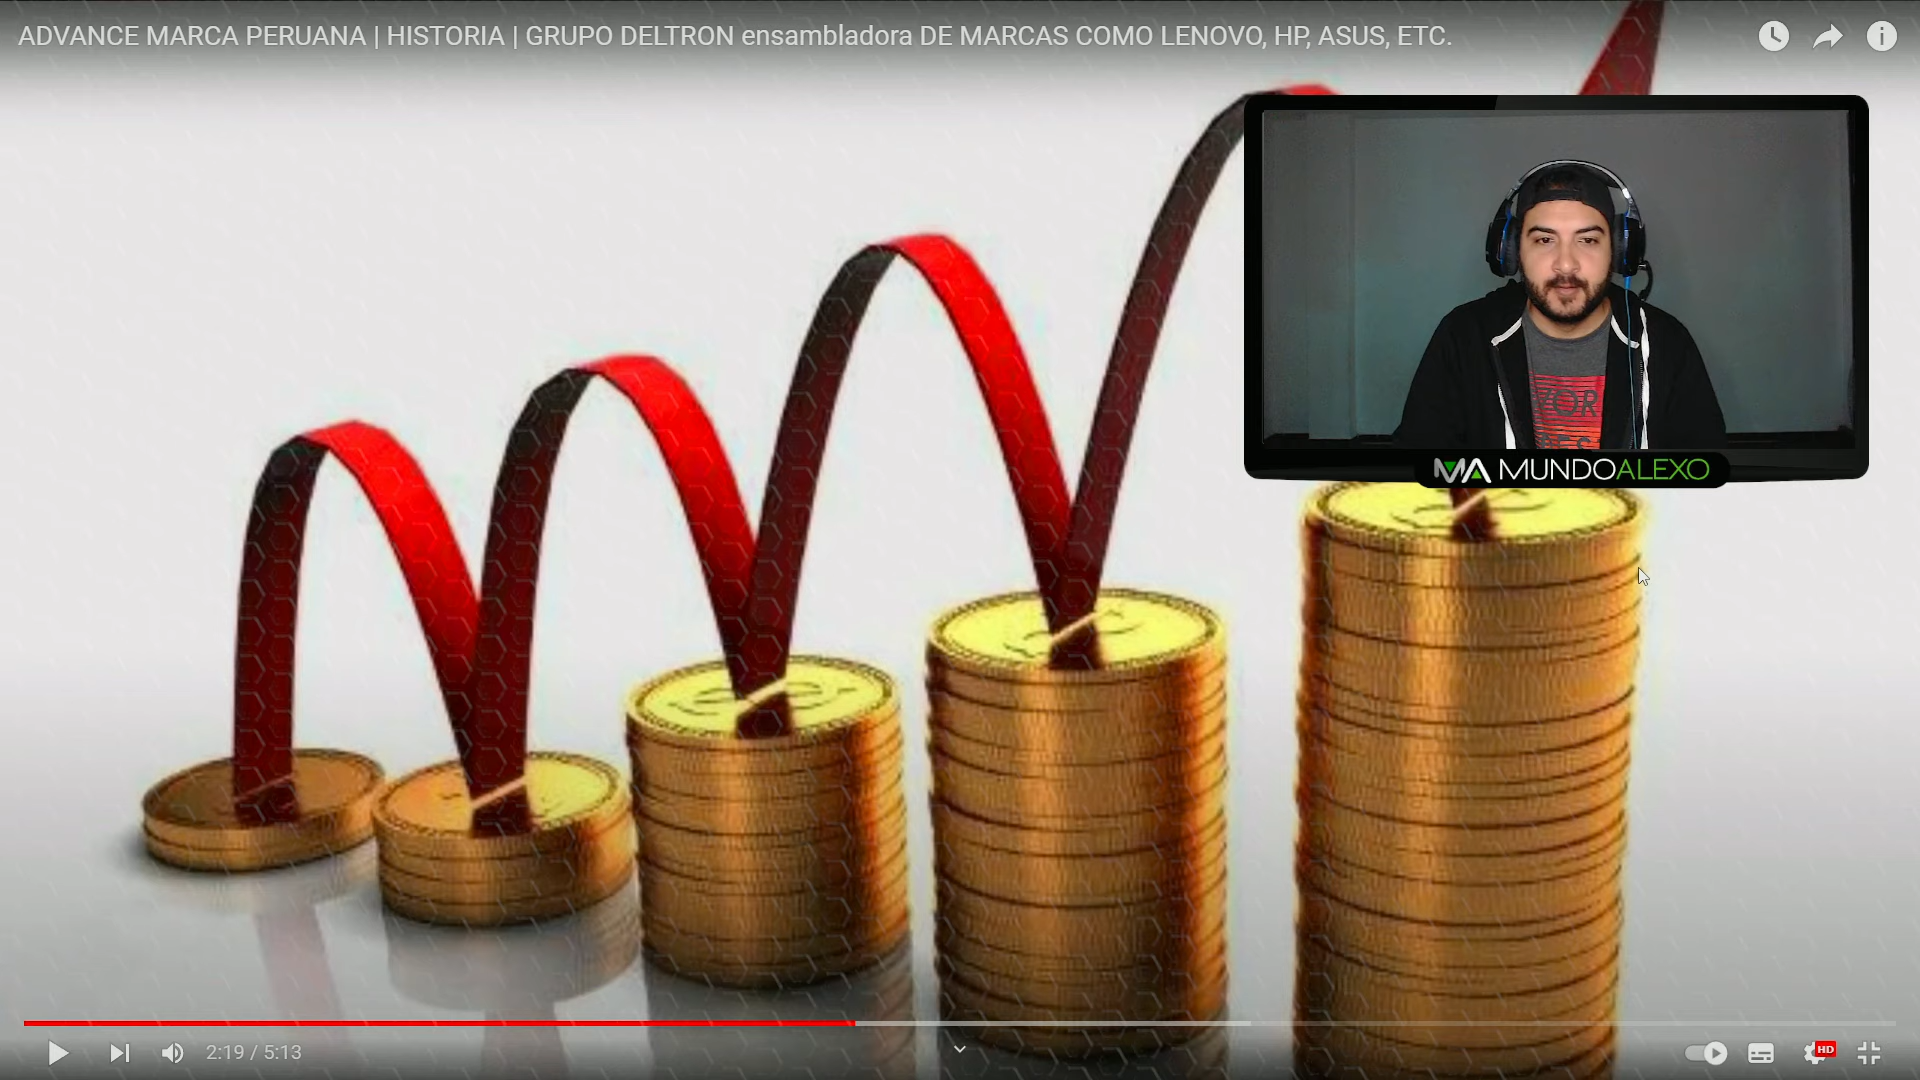 ADVANCE MARCA PERUANA | HISTORIA | GRUPO DELTRON ensambladora DE MARCAS COMO LENOVO, HP, ASUS, ETC.
MA MUNDOALEXO
2:19 / 5:13
HD